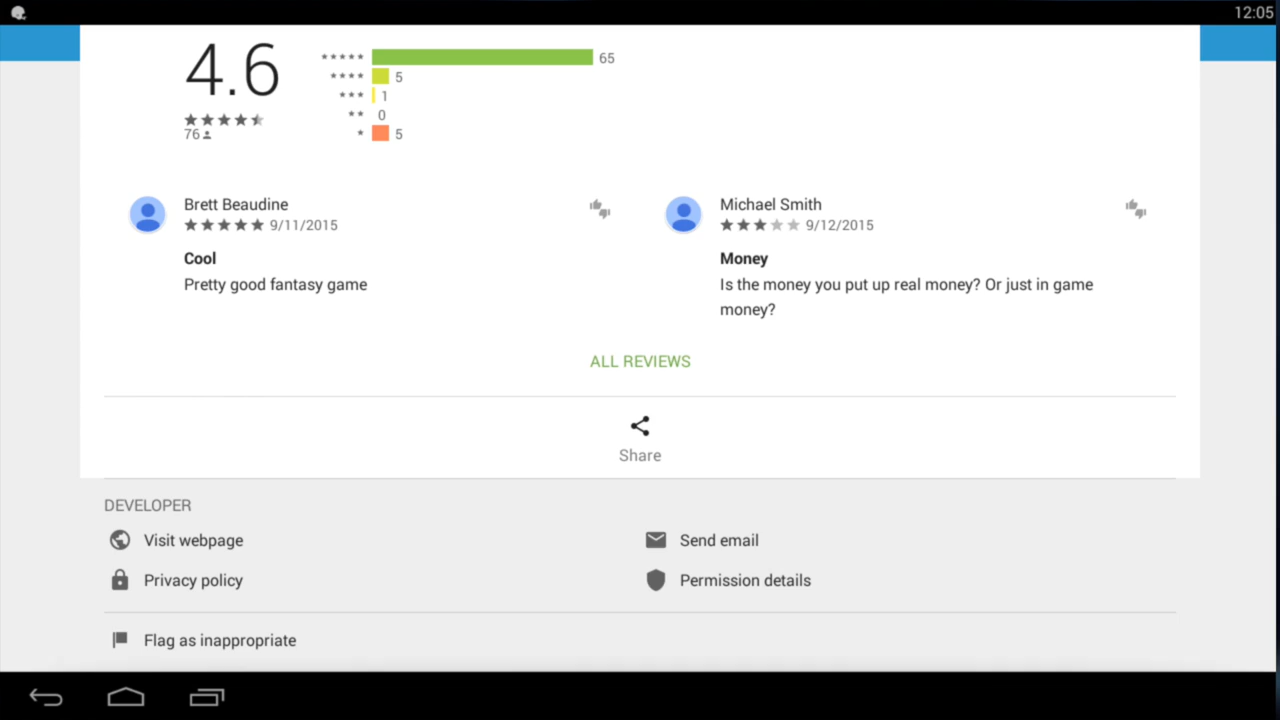 12:05
4.6
65
5
1
0
5
76
Brett Beaudine
9/11/2015
Cool
Pretty good fantasy game
Michael Smith
9/12/2015
Money
Is the money you put up real money? Or just in game
money?
ALL REVIEWS
Share
DEVELOPER
Visit webpage
Send email
Privacy policy
Permission details
Flag as inappropriate